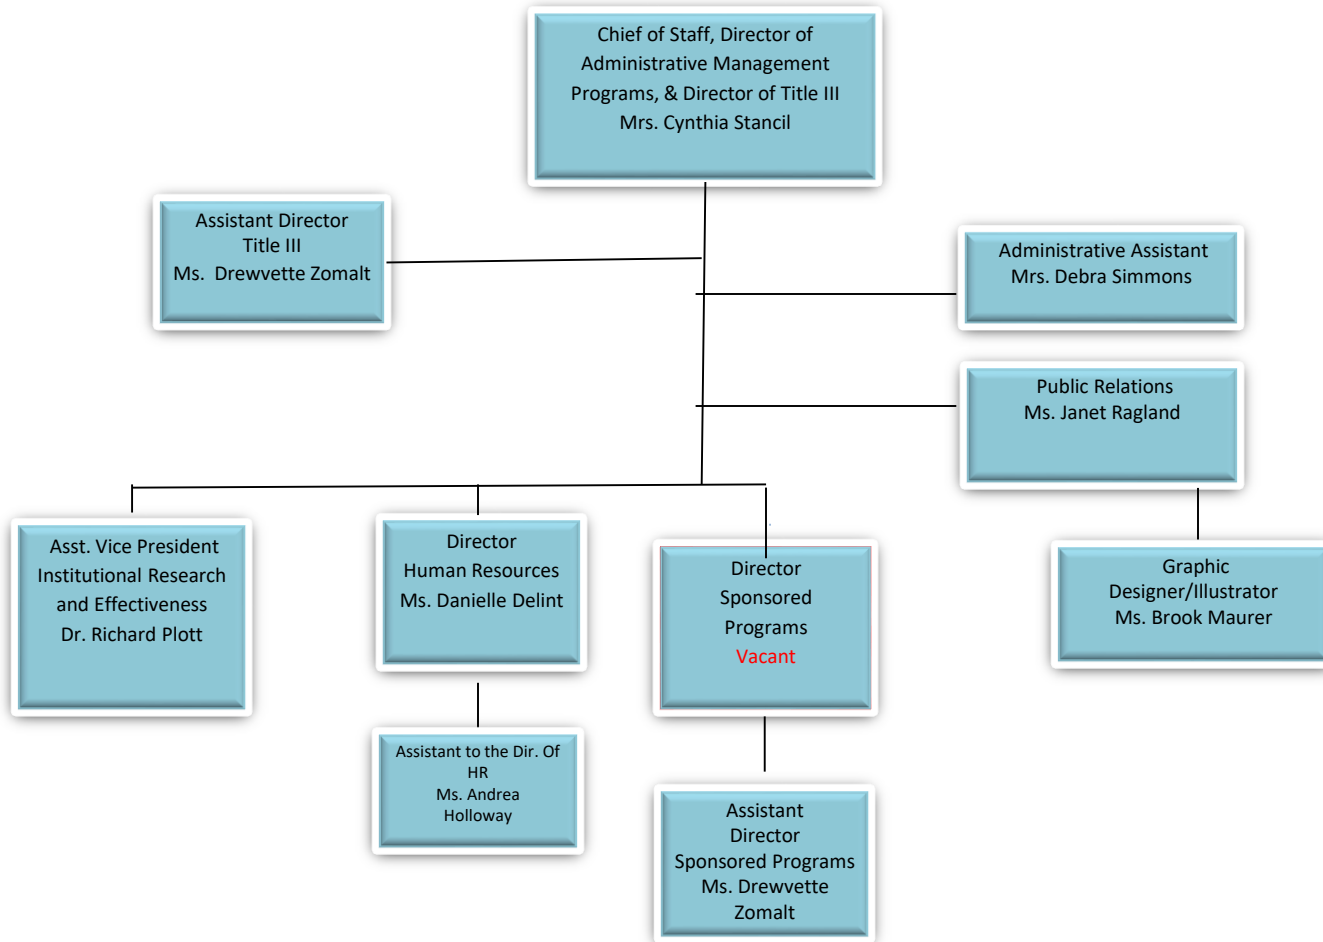 Chief of Staff, Director of
Administrative Management
Programs, & Director of Title III
Mrs. Cynthia Stancil
Assistant Director
Title III
Ms.  Drewvette Zomalt
Administrative Assistant
Mrs. Debra Simmons
Public Relations
Ms. Janet Ragland
Asst. Vice President
Institutional Research
and Effectiveness
Dr. Richard Plott
Director
Human Resources
Ms. Danielle Delint
Director
Sponsored
Programs
Vacant
Graphic
Designer/Illustrator
Ms. Brook Maurer
Assistant to the Dir. Of
HR
Ms. Andrea
Holloway
Assistant
Director
Sponsored Programs
Ms. Drewvette
Zomalt